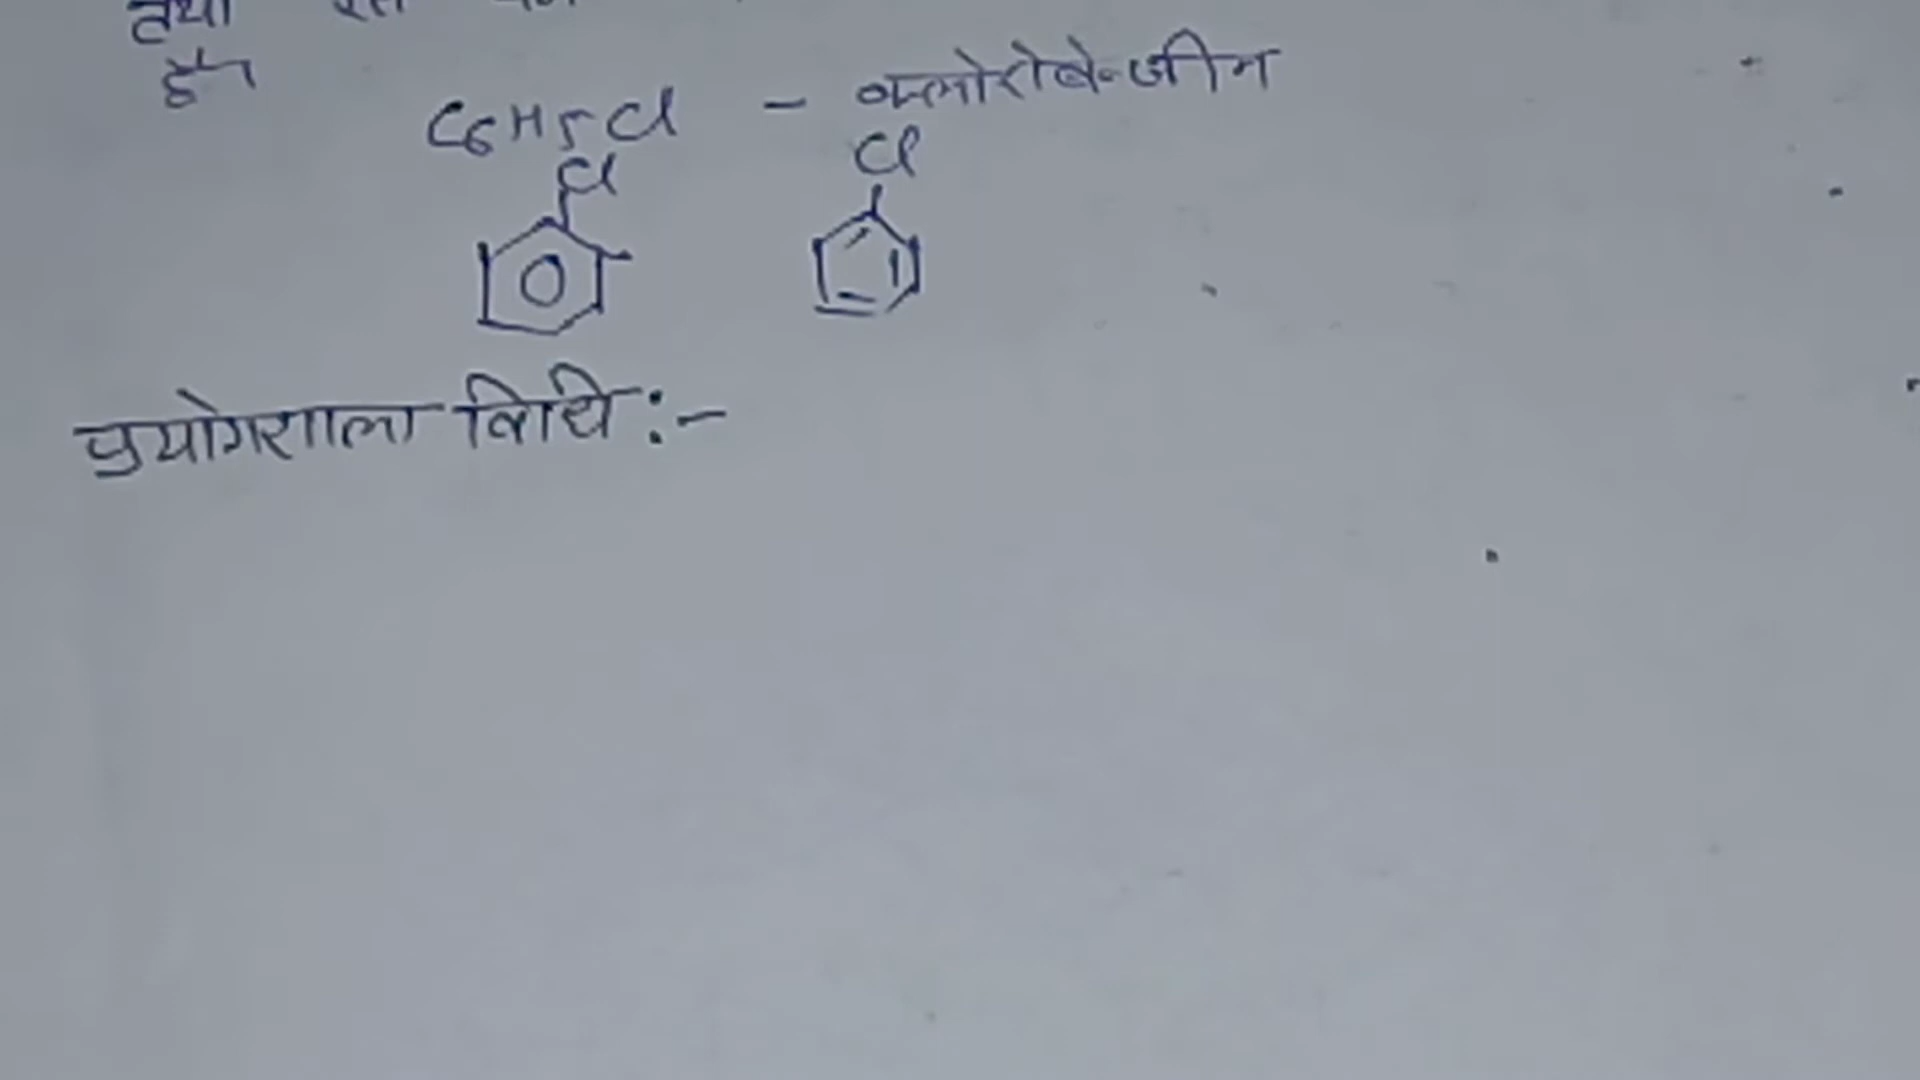 तथा
हैं।
C6H5Cl - क्लोरोबेन्जीन
Cl Cl
प्रयोगशाला विधि :-